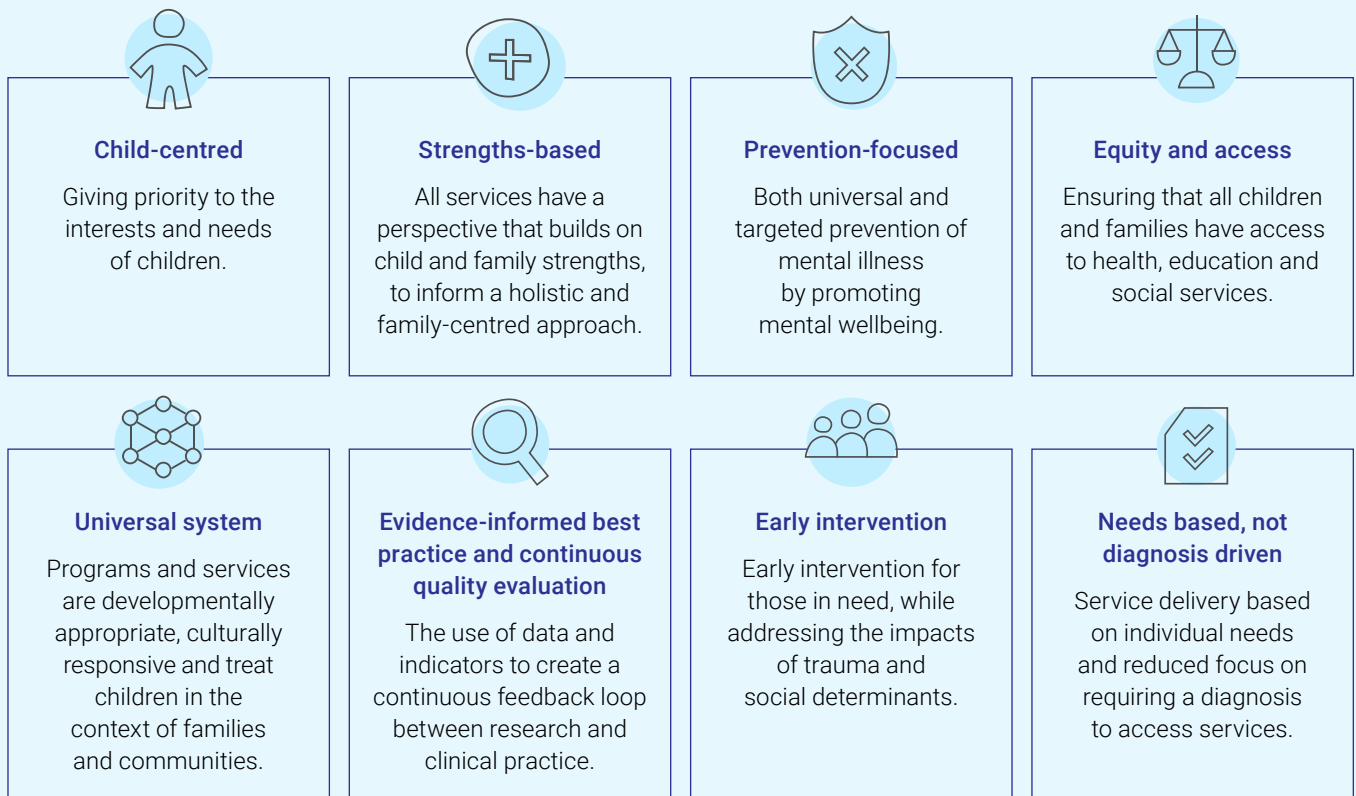 Child-centred
Giving priority to the
interests and needs
of children.
Strengths-based
All services have a
perspective that builds on
child and family strengths,
to inform a holistic and
family-centred approach.
Prevention-focused
Both universal and
targeted prevention of
mental illness
by promoting
mental wellbeing.
Equity and access
Ensuring that all children
and families have access
to health, education and
social services.
Universal system
Programs and services
are developmentally
appropriate, culturally
responsive and treat
children in the
context of families
and communities.
Evidence-informed best
practice and continuous
quality evaluation
The use of data and
indicators to create a
continuous feedback loop
between research and
clinical practice.
Early intervention
Early intervention for
those in need, while
addressing the impacts
of trauma and
social determinants.
Needs based, not
diagnosis driven
Service delivery based
on individual needs
and reduced focus on
requiring a diagnosis
to access services.